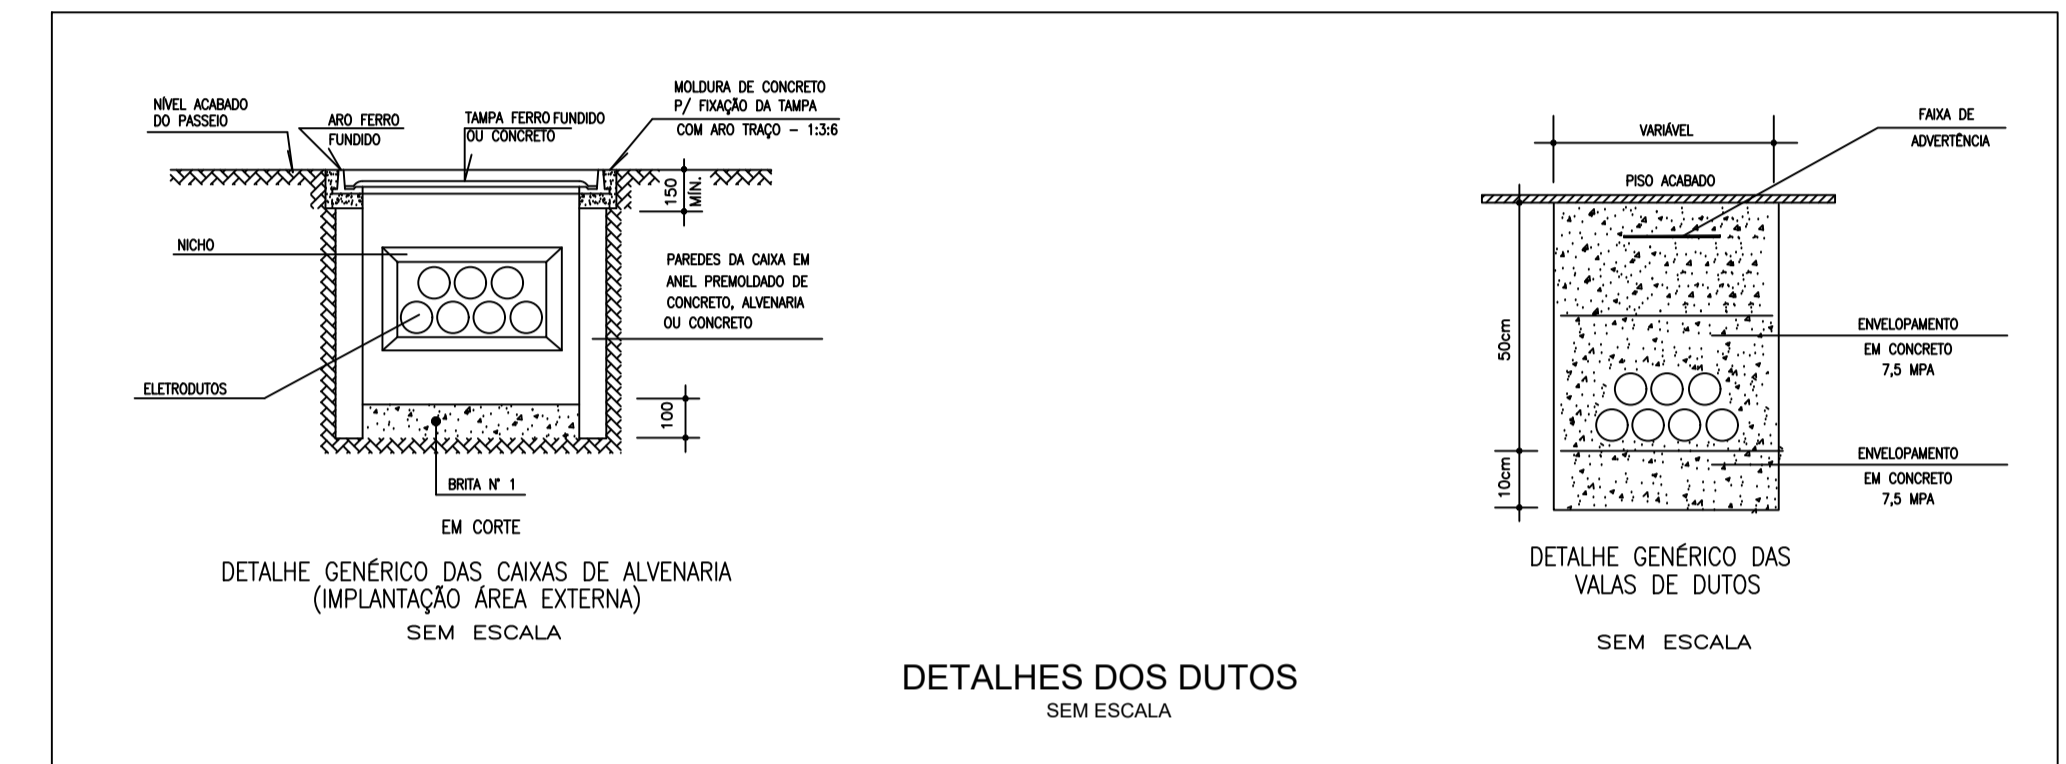 NÍVEL ACABADO
DO PASSEIO
ARO FERRO
FUNDIDO
TAMPA FERRO FUNDIDO
OU CONCRETO
MOLDURA DE CONCRETO
P/ FIXAÇÃO DA TAMPA
COM ARO TRAÇO - 1:3:6
150
MÍN.
NICHO
PAREDES DA CAIXA EM
ANEL PREMOLDADO DE
CONCRETO, ALVENARIA
OU CONCRETO
ELETRODUTOS
100
BRITA N° 1
EM CORTE
DETALHE GENÉRICO DAS CAIXAS DE ALVENARIA
(IMPLANTAÇÃO ÁREA EXTERNA)
SEM ESCALA
VARIÁVEL
FAIXA DE
ADVERTÊNCIA
PISO ACABADO
50cm
ENVELOPAMENTO
EM CONCRETO
7,5 MPA
10cm
ENVELOPAMENTO
EM CONCRETO
7,5 MPA
DETALHE GENÉRICO DAS
VALAS DE DUTOS
SEM ESCALA
DETALHES DOS DUTOS
SEM ESCALA